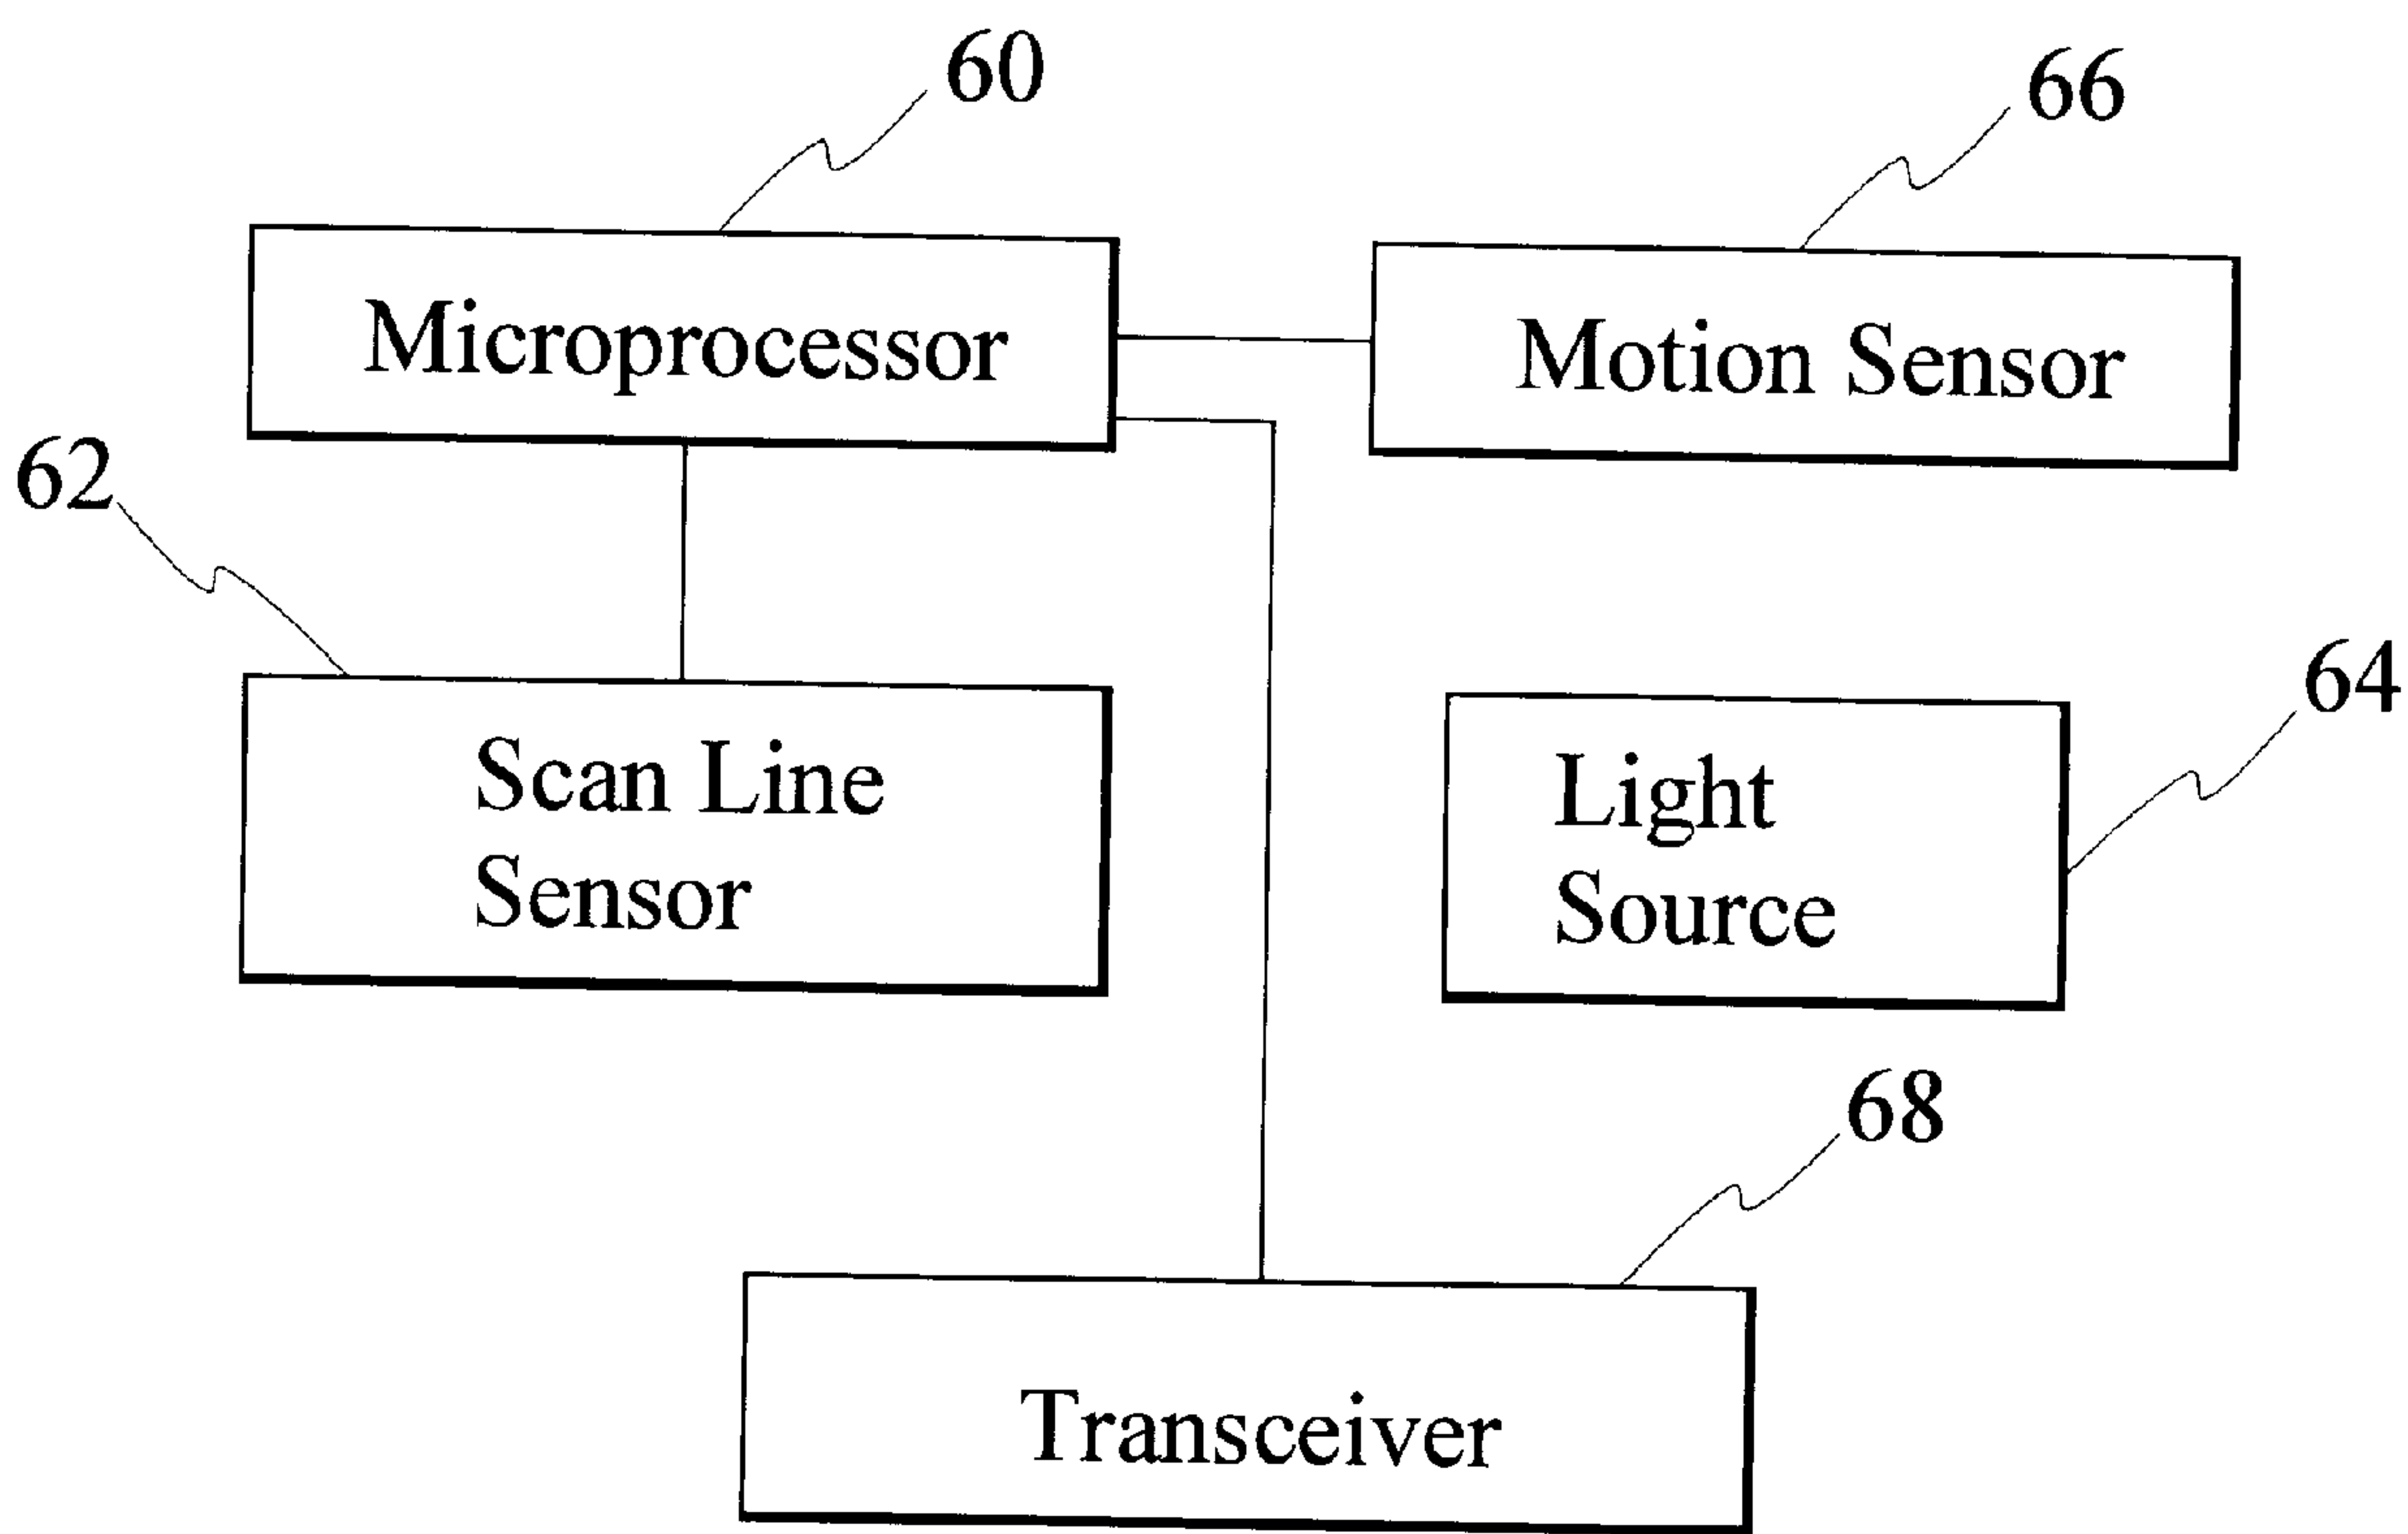 60
66
Microprocessor
Motion Sensor
62
64
Scan Line
Sensor
Light
Source
68
Transceiver